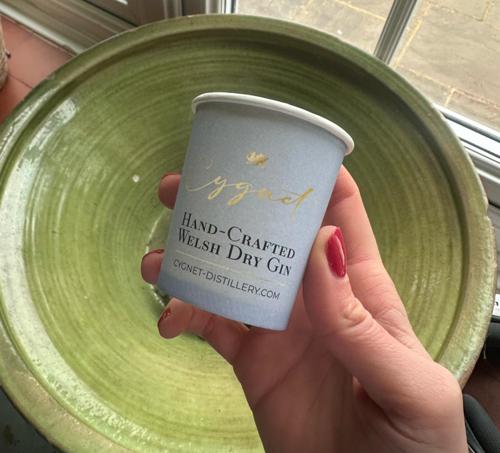 Cygnet
Hand-Crafted
Welsh Dry Gin
CYGNET-DISTILLERY.COM